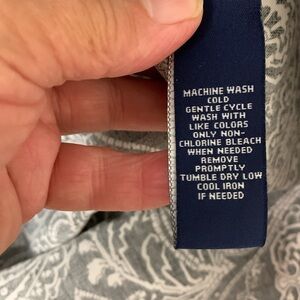 MACHINE WASH
COLD
GENTLE CYCLE
WASH WITH
LIKE COLORS
ONLY NON-
CHLORINE BLEACH
WHEN NEEDED
REMOVE
PROMPTLY
TUMBLE DRY LOW
COOL IRON
IF NEEDED